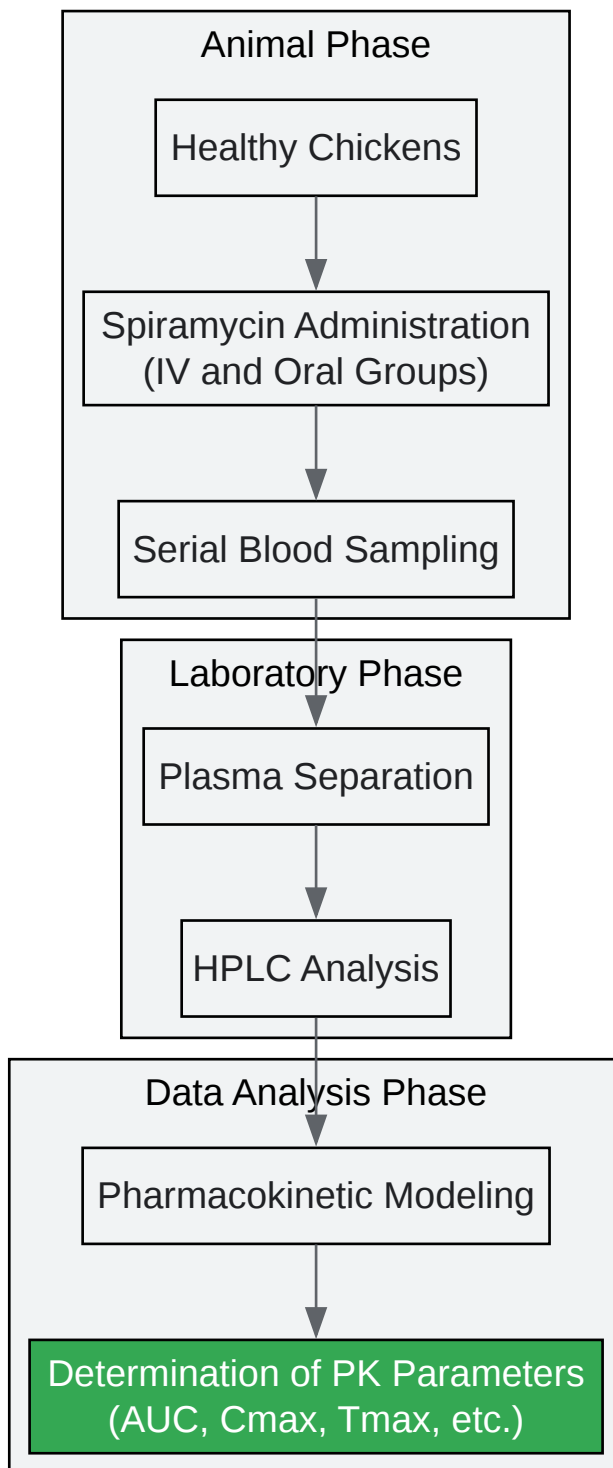 Animal Phase
Healthy Chickens
Spiramycin Administration
(IV and Oral Groups)
Serial Blood Sampling
Laboratory Phase
Plasma Separation
HPLC Analysis
Data Analysis Phase
Pharmacokinetic Modeling
Determination of PK Parameters
(AUC, Cmax, Tmax, etc.)